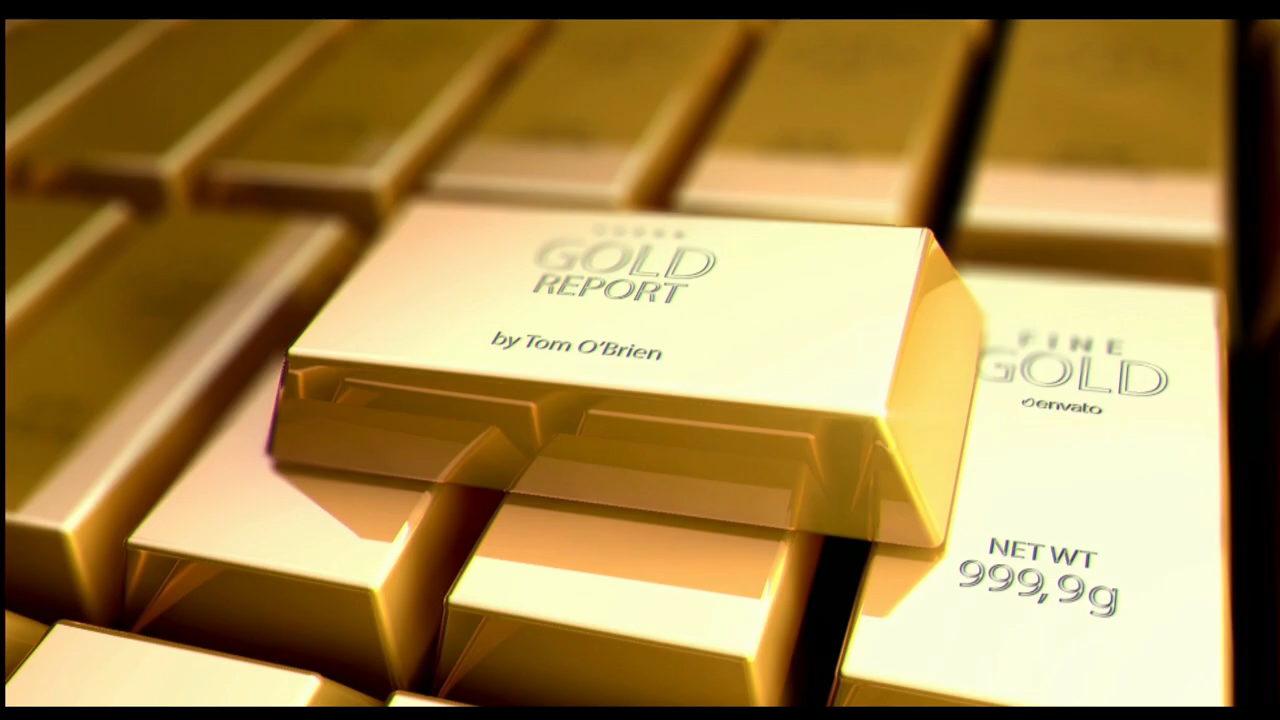 GOLD
REPORT
by Tom O'Brien
FINE
GOLD
envato
NET WT
999,9g